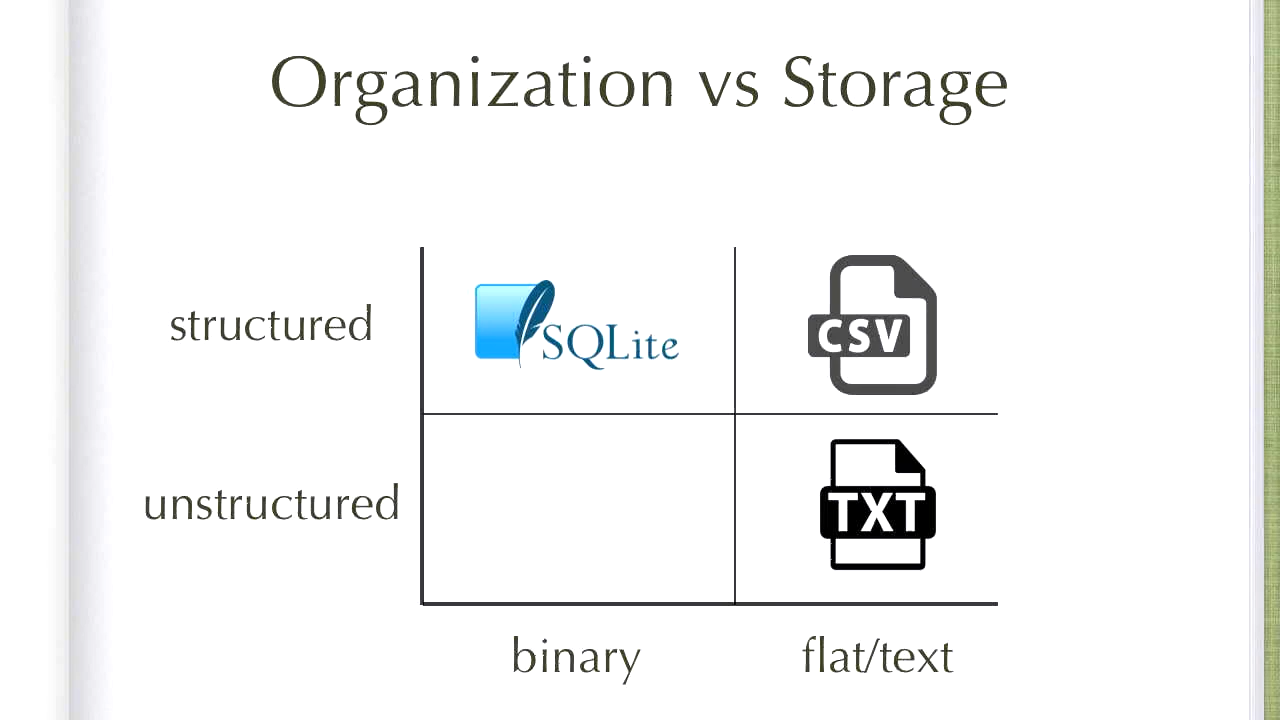 Organization vs Storage
structured
SQLite
CSV
unstructured
TXT
binary
flat/text